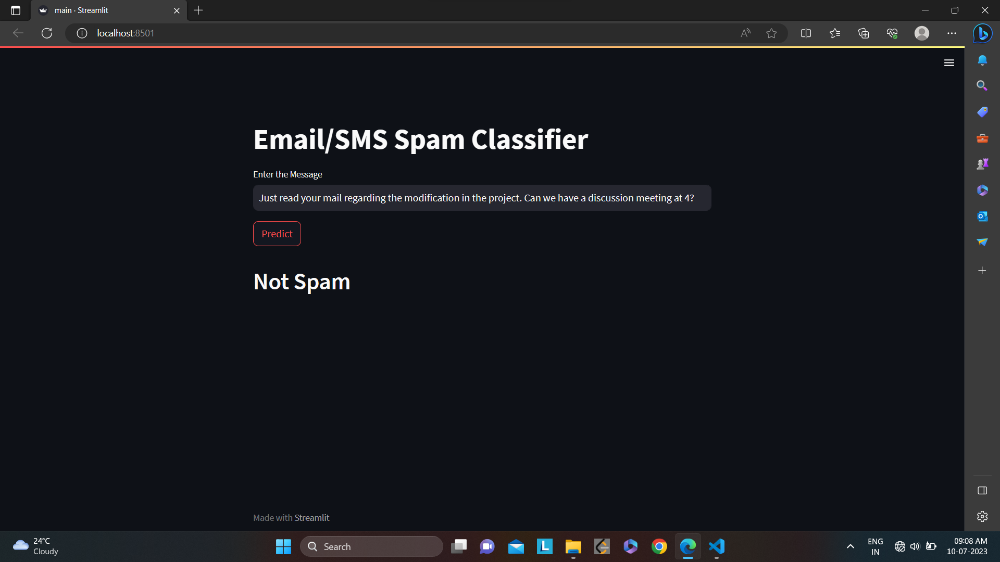 main · Streamlit
localhost:8501
Email/SMS Spam Classifier
Enter the Message
Just read your mail regarding the modification in the project. Can we have a discussion meeting at 4?
Predict
Not Spam
Made with Streamlit
24°C
Cloudy
Search
ENG
IN
09:08 AM
10-07-2023